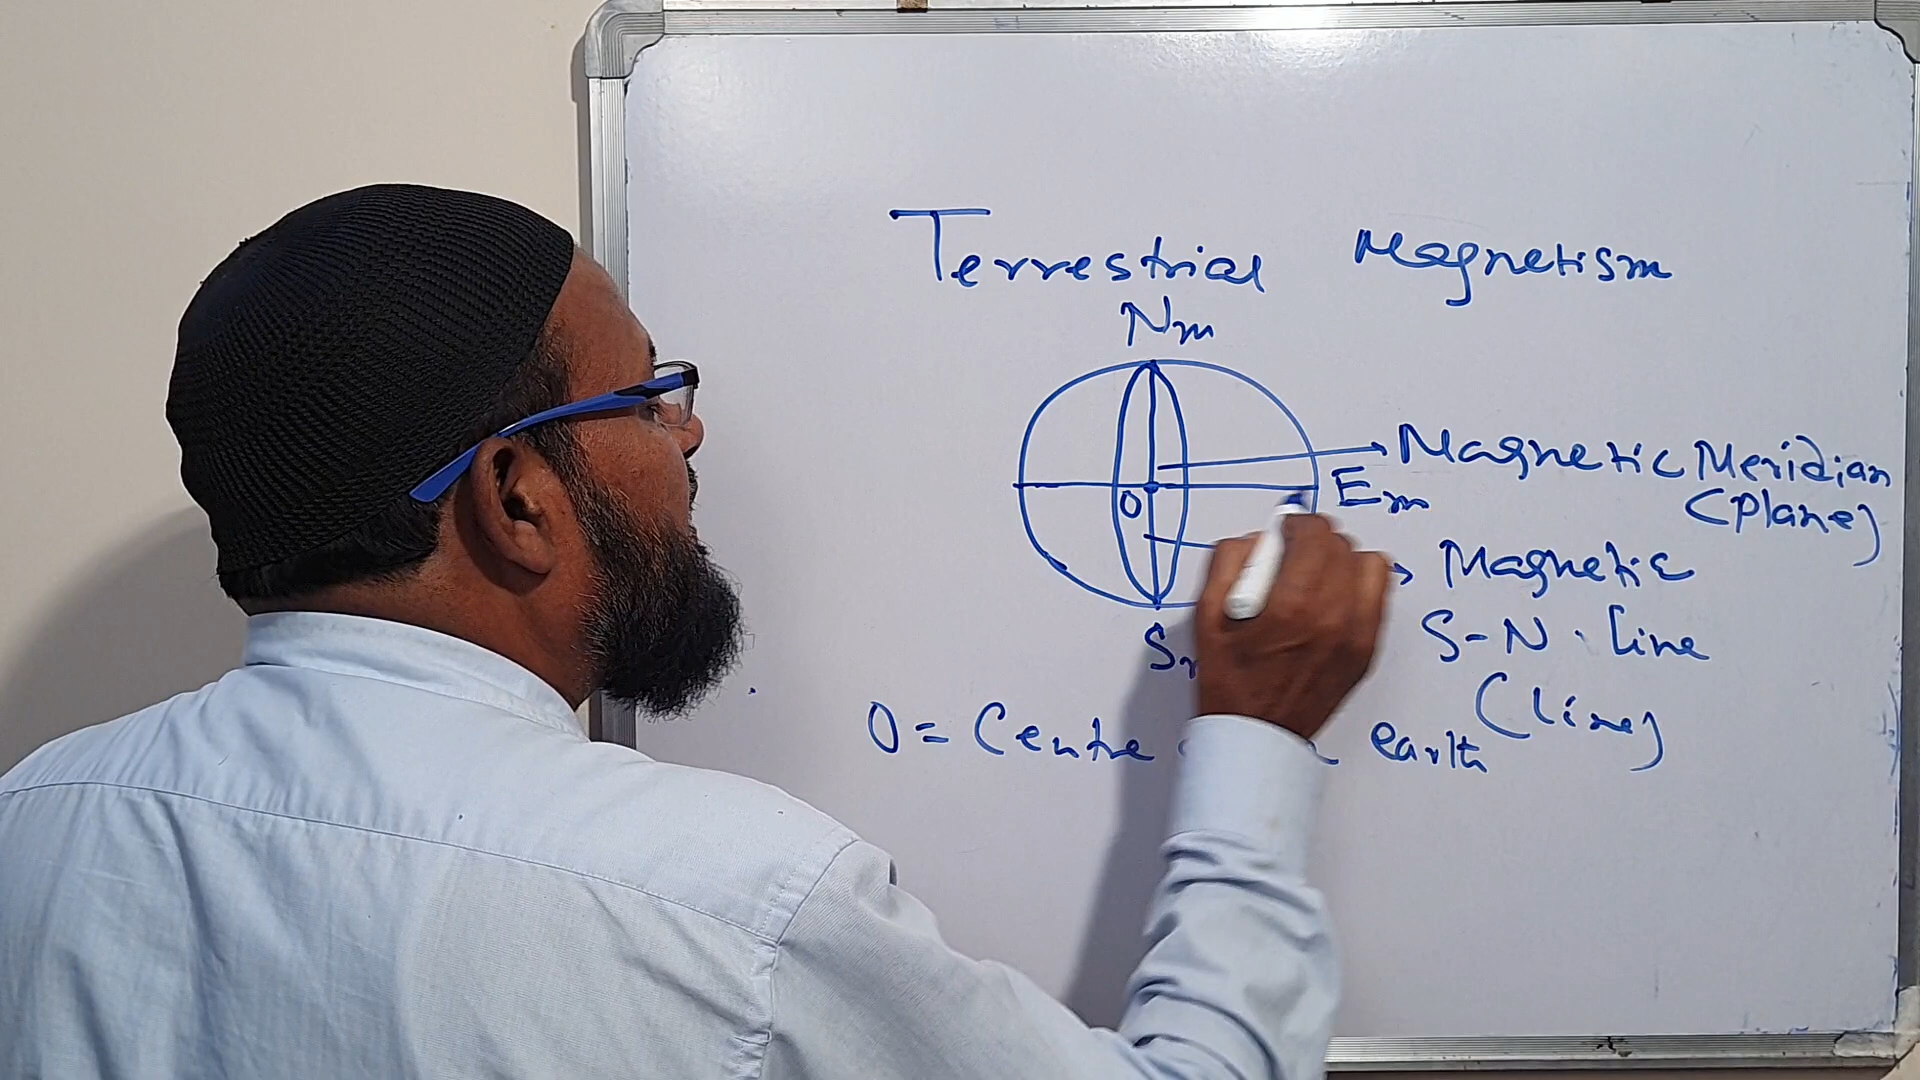 Terrestrial Magnetism
Nm
Magnetic Meridian
(Plane)
O
Em
Magnetic
S-N line
(line)
S
O = Centre earth